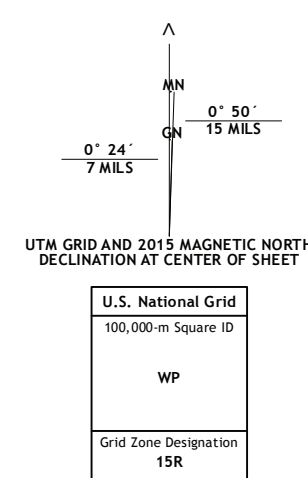 MN
0° 50´
15 MILS
GN
0° 24´
7 MILS
UTM GRID AND 2015 MAGNETIC NORTH
DECLINATION AT CENTER OF SHEET
U.S. National Grid
100,000-m Square ID
WP
Grid Zone Designation
15R